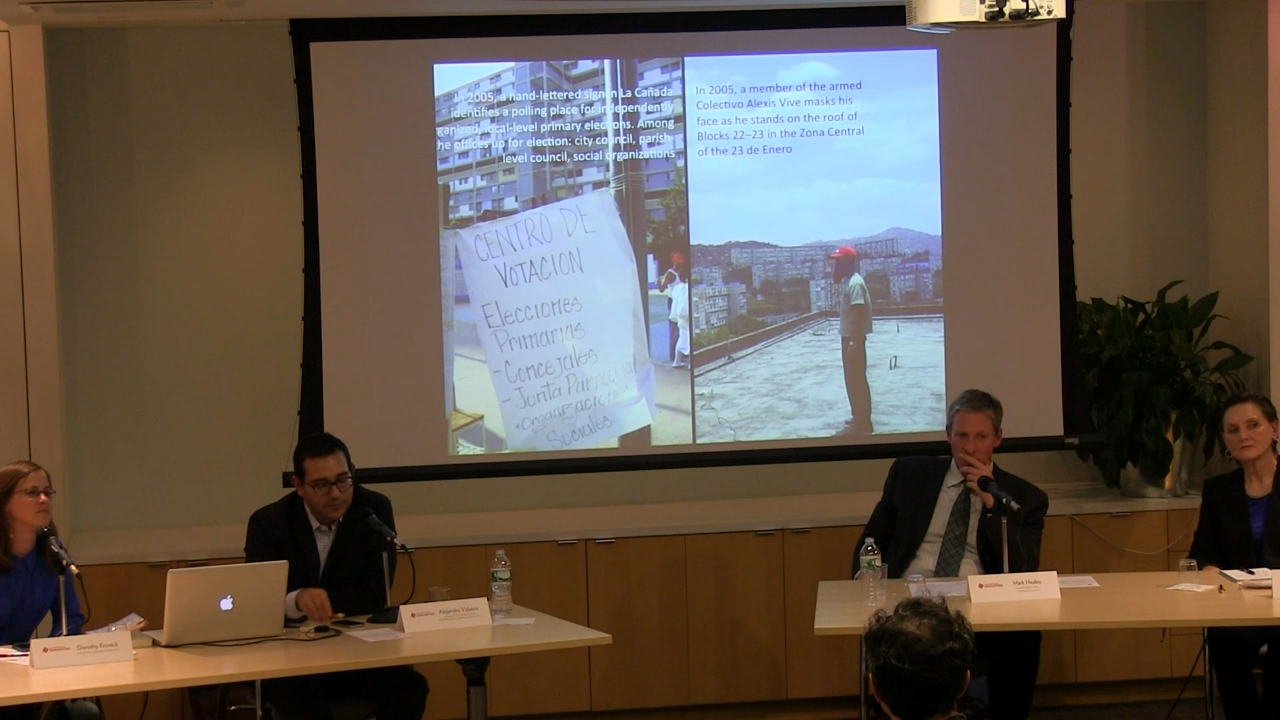 In 2005, a hand-lettered sign in La Cañada
identifies a polling place for independently
organized, local-level primary elections. Among
the offices up for election: city council, parish-
level council, social organizations
In 2005, a member of the armed
Colectivo Alexis Vive masks his
face as he stands on the roof of
Blocks 22–23 in the Zona Central
of the 23 de Enero
CENTRO DE
VOTACION
Elecciones
Primarias
- Concejales
- Junta
Sociales
Dorothy Kronick
Alejandro Velasco
Mark Healey